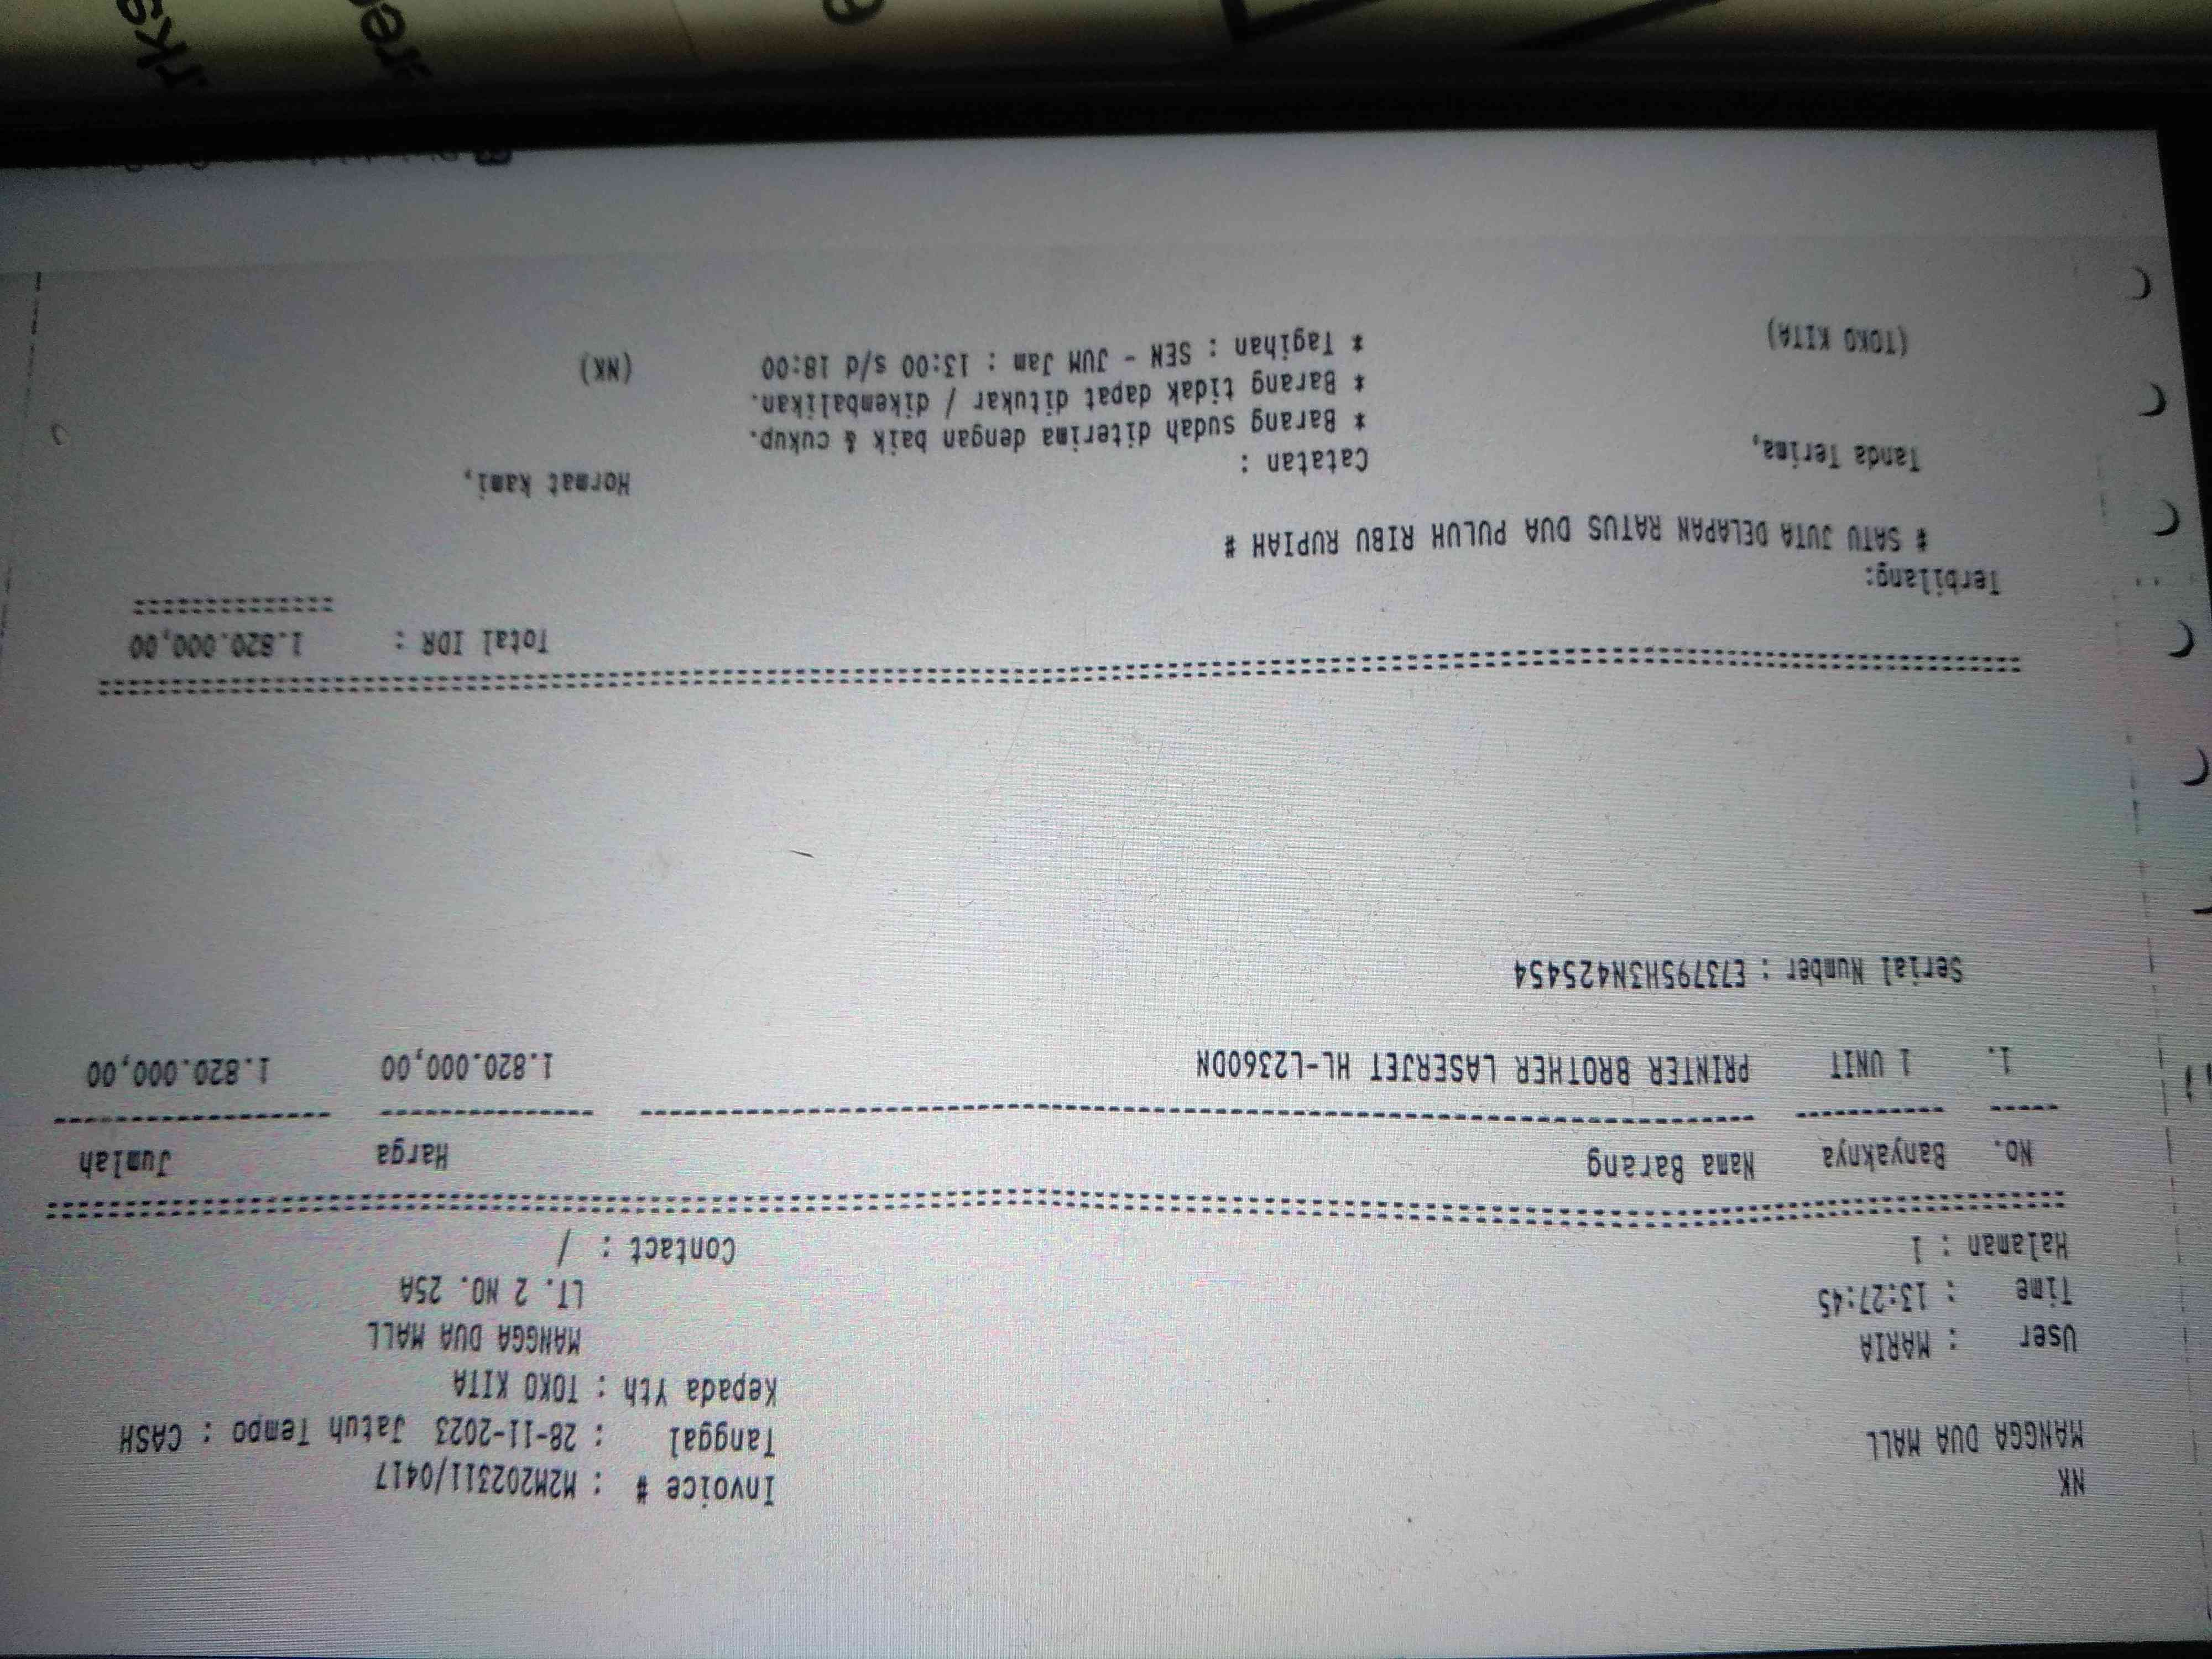 NK
MANGGA DUA MALL
User : MARIA
Time : 13:27:45
Halaman : 1
Invoice # : M2M202311/0417
Tanggal : 28-11-2023 Jatuh Tempo : CASH
Kepada Yth : TOKO KITA
MANGGA DUA MALL
LT. 2 NO. 25A
Contact : /
No. Banyaknya Nama Barang Harga Jumlah
1. 1 UNIT PRINTER BROTHER LASERJET HL-L2360DN 1.820.000,00 1.820.000,00
Serial Number : E73795H3N425454
Total IDR : 1.820.000,00
Terbilang:
# SATU JUTA DELAPAN RATUS DUA PULUH RIBU RUPIAH #
Tanda Terima,
(TOKO KITA)
Catatan :
* Barang sudah diterima dengan baik & cukup.
* Barang tidak dapat ditukar / dikembalikan.
* Tagihan : SEN - JUM Jam : 13:00 s/d 18:00
Hormat kami,
(NK)